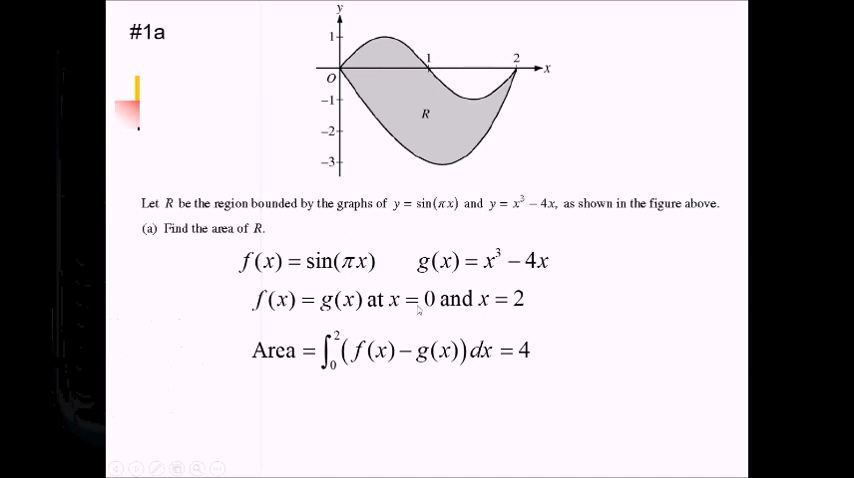 #1a
y
1
1
2
x
O
-1
R
-2
-3
Let R be the region bounded by the graphs of y = sin(πx) and y = x³ − 4x, as shown in the figure above.
(a) Find the area of R.
f(x) = sin(πx) g(x) = x³ − 4x
f(x) = g(x) at x = 0 and x = 2
Area = ∫₀² (f(x) − g(x))dx = 4